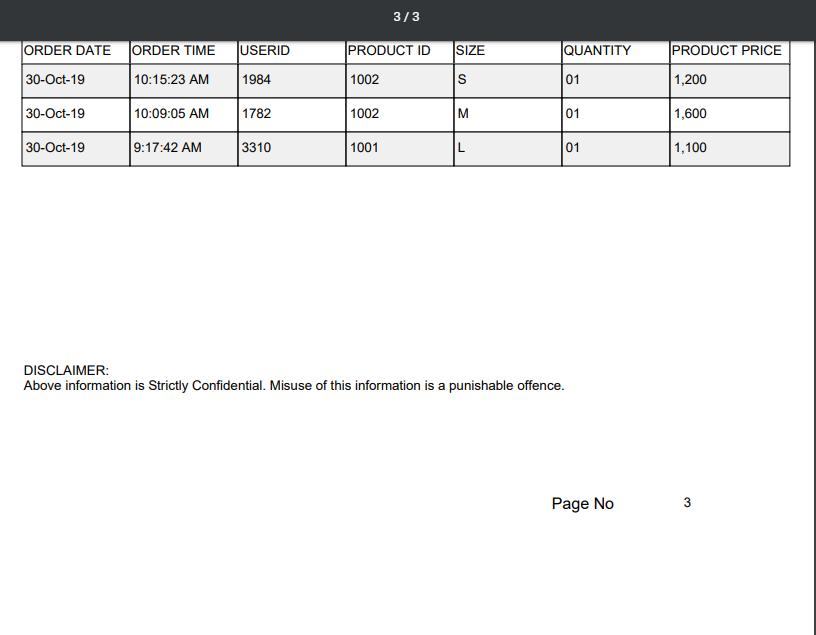 3 / 3
ORDER DATE ORDER TIME USERID PRODUCT ID SIZE QUANTITY PRODUCT PRICE
30-Oct-19 10:15:23 AM 1984 1002 S 01 1,200
30-Oct-19 10:09:05 AM 1782 1002 M 01 1,600
30-Oct-19 9:17:42 AM 3310 1001 L 01 1,100
DISCLAIMER:
Above information is Strictly Confidential. Misuse of this information is a punishable offence.
Page No 3